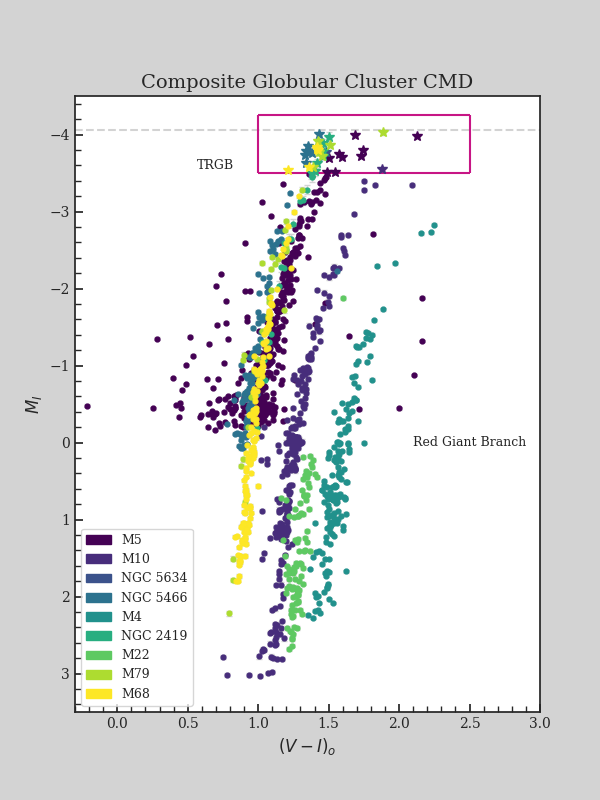 Composite Globular Cluster CMD
−4
TRGB
−3
−2
−1
M_I
0
Red Giant Branch
1
2
3
M5
M10
NGC 5634
NGC 5466
M4
NGC 2419
M22
M79
M68
0.0 0.5 1.0 1.5 2.0 2.5 3.0
(V − I)ₒ